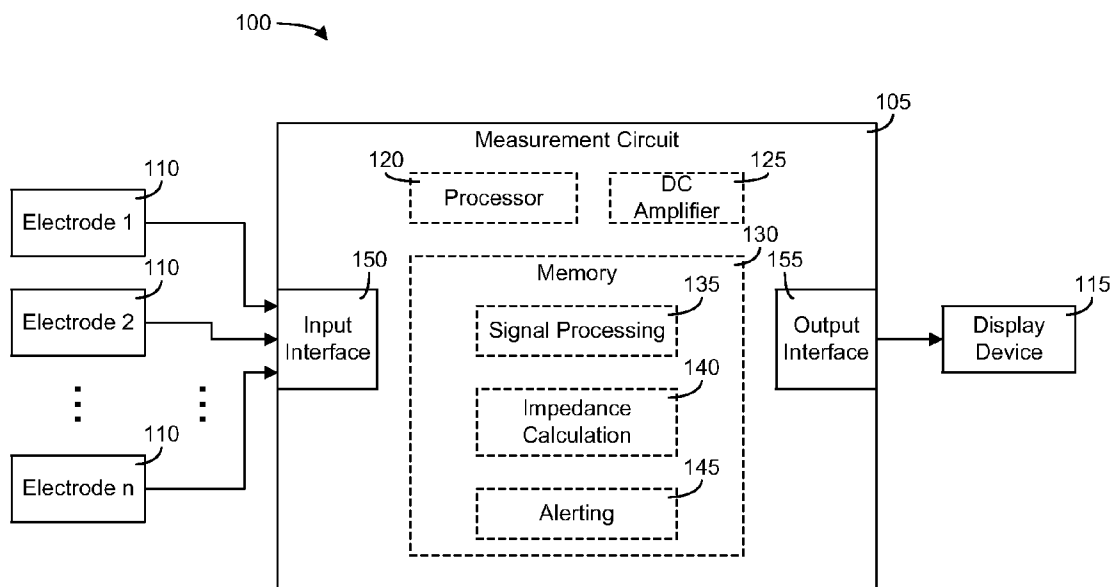 100
105
Measurement Circuit
120
Processor
125
DC
Amplifier
110
Electrode 1
110
Electrode 2
110
Electrode n
150
Input
Interface
130
Memory
135
Signal Processing
140
Impedance
Calculation
145
Alerting
155
Output
Interface
115
Display
Device